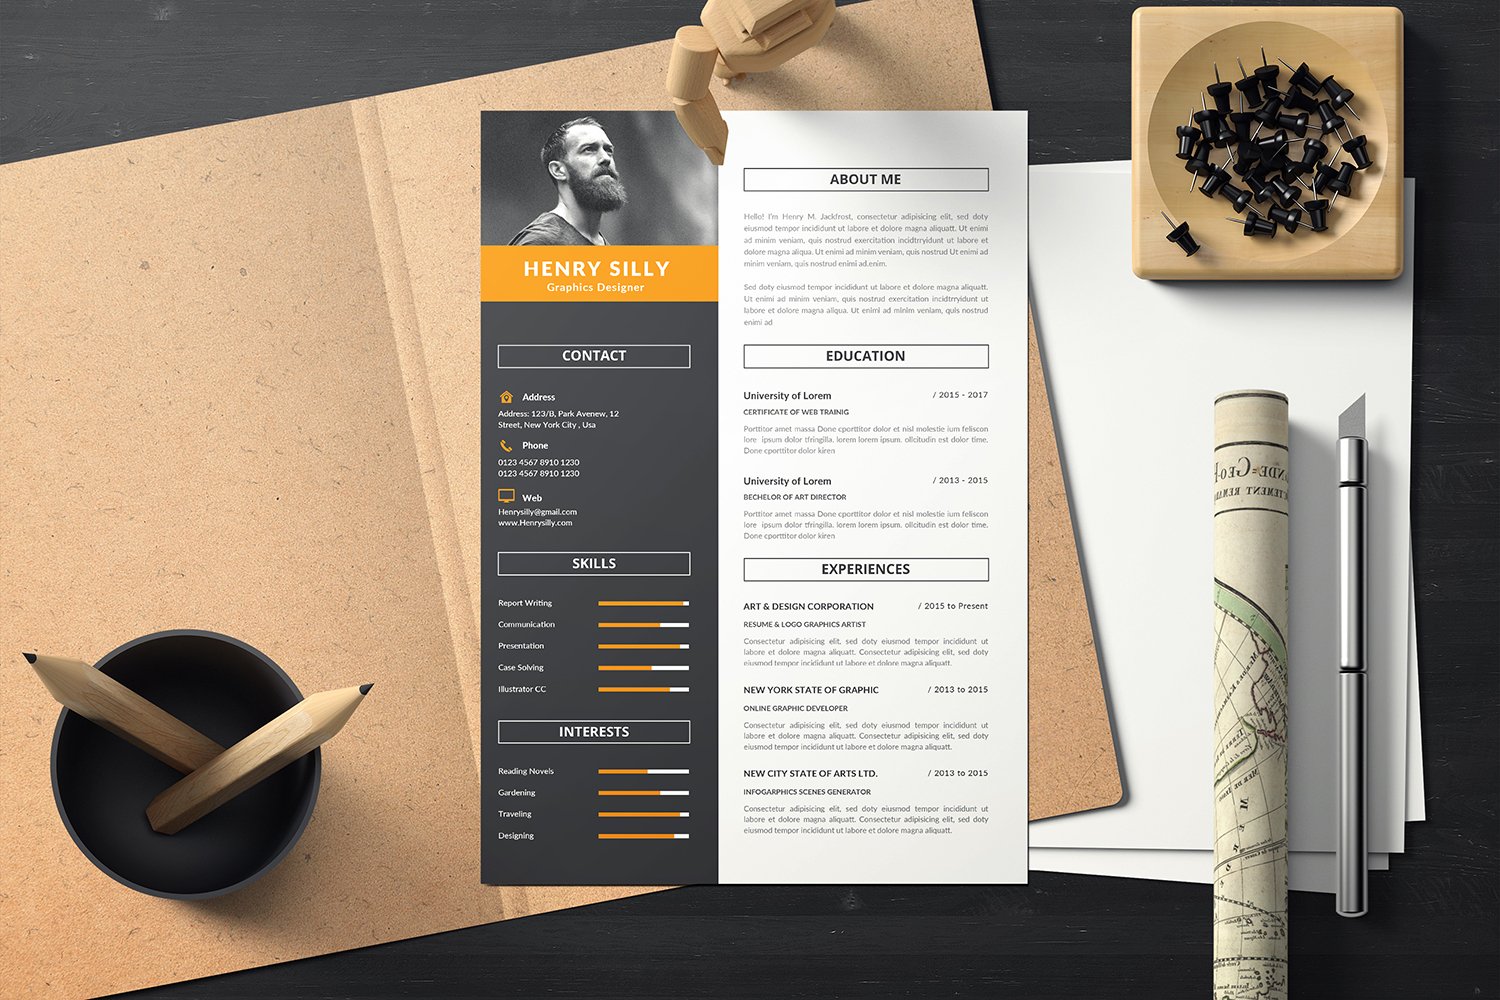 HENRY SILLY
Graphics Designer
CONTACT
Address
Address: 123/B, Park Avenew, 12
Street, New York City , Usa
Phone
0123 4567 8910 1230
0123 4567 8910 1230
Web
Henrysilly@gmail.com
www.Henrysilly.com
SKILLS
Report Writing
Communication
Presentation
Case Solving
Illustrator CC
INTERESTS
Reading Novels
Gardening
Traveling
Designing
ABOUT ME
Hello! I'm Henry M. Jackfrost, consectetur adipisicing elit, sed doty
eiusmod tempor incididunt ut labore et dolore magna aliquatt. Ut enimi
ad minim veniam, quis nostrud exercitation incidtrryidunt ut labore et
dolore magna aliqua. Ut enimi ad minim veniam, quis nostrud Ut enimi ad
minim veniam, quis nostrud enimi ad.enim.
Sed doty eiusmod tempor incididunt ut labore et dolore magna aliquatt.
Ut enimi ad minim veniam, quis nostrud exercitation incidtrryidunt ut
labore et dolore magna aliqua. Ut enimi ad minim veniam, quis nostrud
enimi ad
EDUCATION
University of Lorem / 2015 - 2017
CERTIFICATE OF WEB TRAINIG
Porttitor amet massa Done cporttitor dolor et nisl molestie ium feliscon
lore ipsum dolor tfringilla. lorem lorem ipsum. ollcitudin et dolor time,
Done cporttitor dolor kiren
University of Lorem / 2013 - 2015
BECHELOR OF ART DIRECTOR
Porttitor amet massa Done cporttitor dolor et nisl molestie ium feliscon
lore ipsum dolor tfringilla. lorem lorem ipsum. ollcitudin et dolor time.
Done cporttitor dolor kiren
EXPERIENCES
ART & DESIGN CORPORATION / 2015 to Present
RESUME & LOGO GRAPHICS ARTIST
Consectetur adipisicing elit, sed doty eiusmod tempor incididunt ut
labore et dolore magna aliquatt. Consectetur adipisicing elit, sed doty
eiusmod tempor incididunt ut labore et dolore magna aliquatt.
NEW YORK STATE OF GRAPHIC / 2013 to 2015
ONLINE GRAPHIC DEVELOPER
Consectetur adipisicing elit, sed doty eiusmod tempor incididunt ut
labore et dolore magna aliquatt. Consectetur adipisicing elit, sed doty
eiusmod tempor incididunt ut labore et dolore magna aliquatt.
NEW CITY STATE OF ARTS LTD. / 2013 to 2015
INFOGARPHICS SCENES GENERATOR
Consectetur adipisicing elit, sed doty eiusmod tempor incididunt ut
labore et dolore magna aliquatt. Consectetur adipisicing elit, sed doty
eiusmod tempor incididunt ut labore et dolore magna aliquatt.